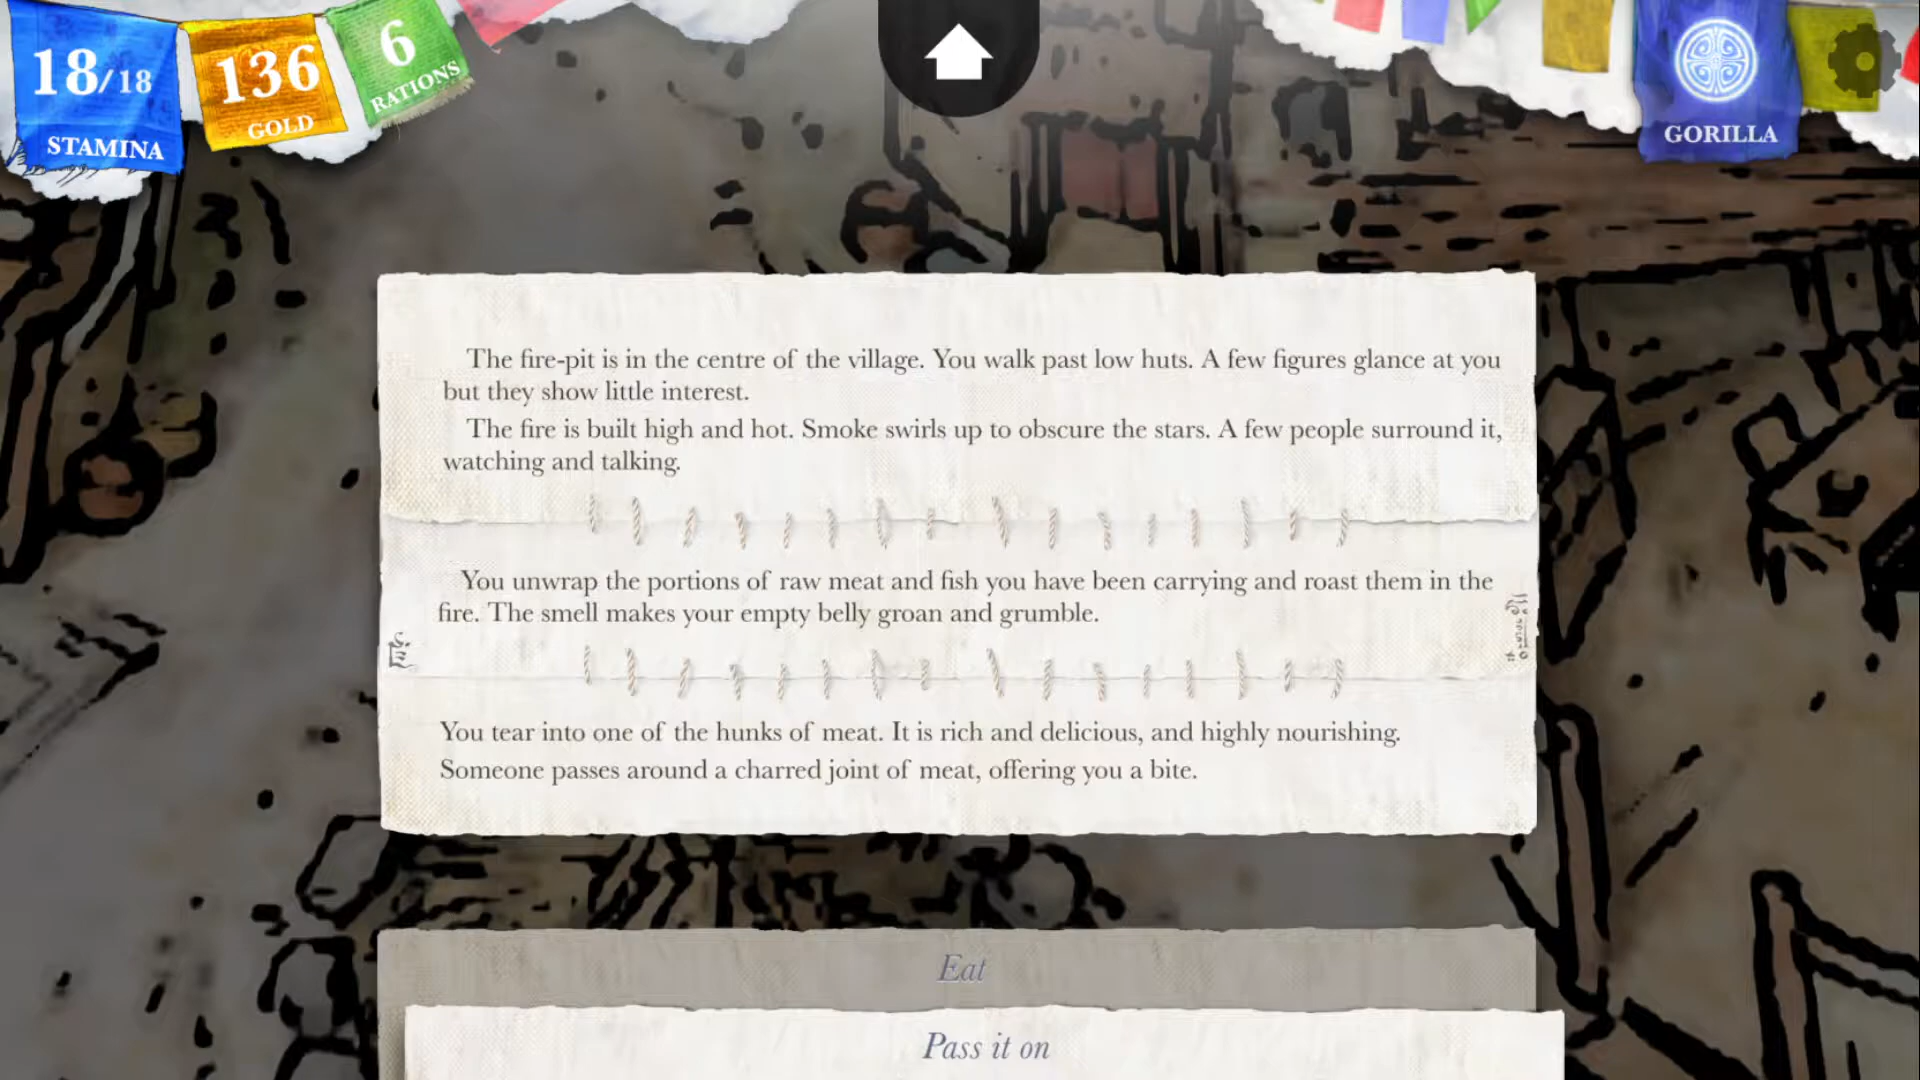 18/18
STAMINA
136
GOLD
6
RATIONS
GORILLA
The fire-pit is in the centre of the village. You walk past low huts. A few figures glance at you
but they show little interest.
The fire is built high and hot. Smoke swirls up to obscure the stars. A few people surround it,
watching and talking.
You unwrap the portions of raw meat and fish you have been carrying and roast them in the
fire. The smell makes your empty belly groan and grumble.
You tear into one of the hunks of meat. It is rich and delicious, and highly nourishing.
Someone passes around a charred joint of meat, offering you a bite.
Eat
Pass it on